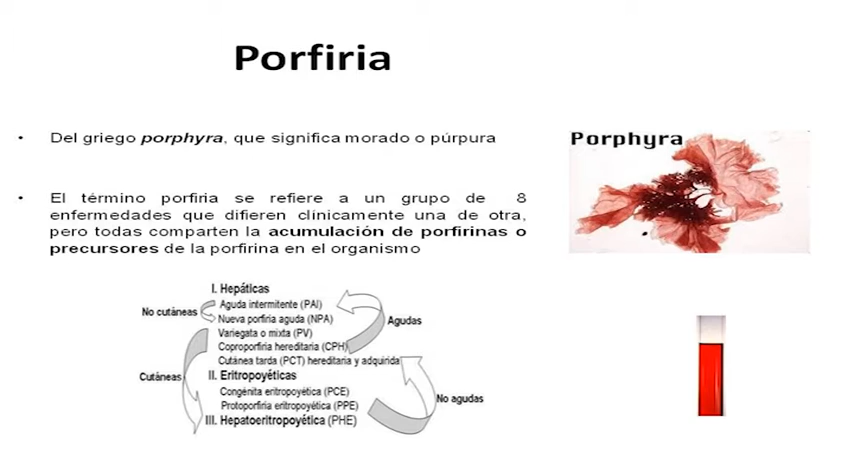 Porfiria
• Del griego porphyra, que significa morado o púrpura
• El término porfiria se refiere a un grupo de 8
enfermedades que difieren clínicamente una de otra,
pero todas comparten la acumulación de porfirinas o
precursores de la porfirina en el organismo
Porphyra
I. Hepáticas
Aguda intermitente (PAI)
No cutáneas
Nueva porfiria aguda (NPA)
Agudas
Variegata o mixta (PV)
Coproporfiria hereditaria (CPH)
Cutánea tarda (PCT) hereditaria y adquirida
Cutáneas
II. Eritropoyéticas
Congénita eritropoyética (PCE)
No agudas
Protoporfiria eritropoyética (PPE)
III. Hepatoeritropoyética (PHE)